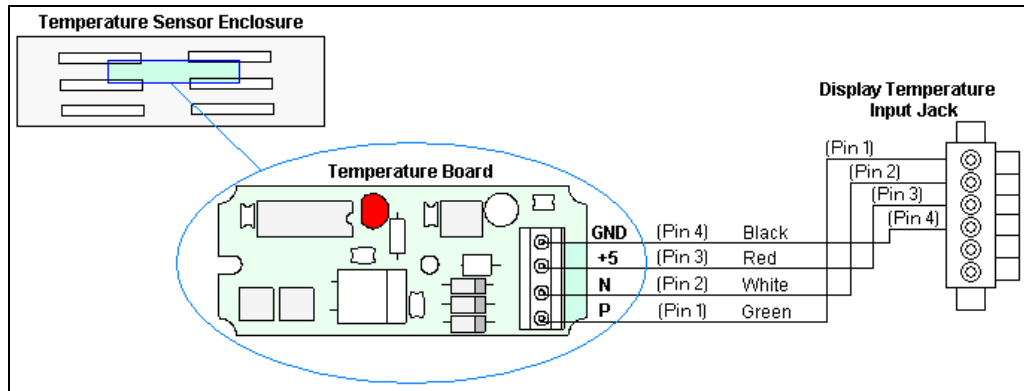 Temperature Sensor Enclosure
Display Temperature
Input Jack
Temperature Board
(Pin 1)
(Pin 2)
(Pin 3)
(Pin 4)
GND (Pin 4) Black
+5 (Pin 3) Red
N (Pin 2) White
P (Pin 1) Green